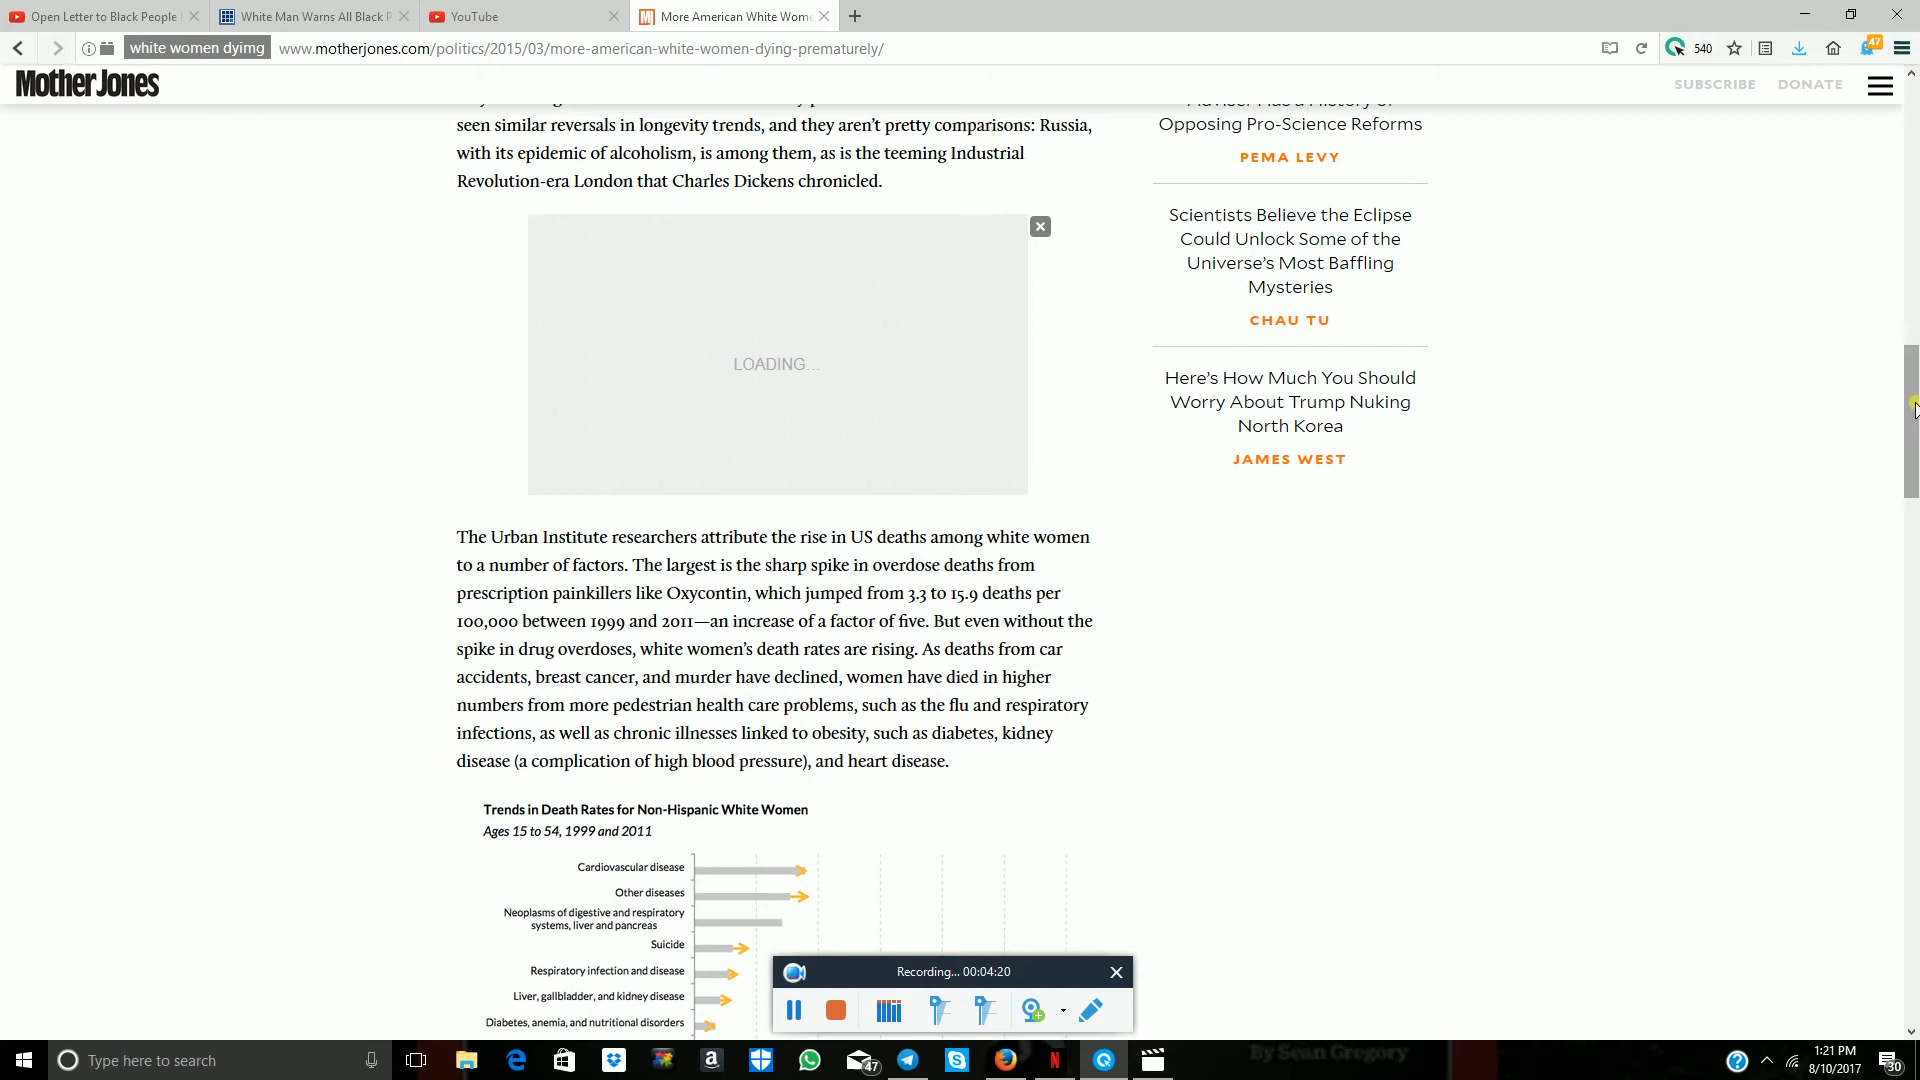 Open Letter to Black People
White Man Warns All Black P
YouTube
More American White Wom
white women dyimg
www.motherjones.com/politics/2015/03/more-american-white-women-dying-prematurely/
540
47
Mother Jones
SUBSCRIBE
DONATE
seen similar reversals in longevity trends, and they aren't pretty comparisons: Russia,
with its epidemic of alcoholism, is among them, as is the teeming Industrial
Revolution-era London that Charles Dickens chronicled.
LOADING...
The Urban Institute researchers attribute the rise in US deaths among white women
to a number of factors. The largest is the sharp spike in overdose deaths from
prescription painkillers like Oxycontin, which jumped from 3.3 to 15.9 deaths per
100,000 between 1999 and 2011—an increase of a factor of five. But even without the
spike in drug overdoses, white women's death rates are rising. As deaths from car
accidents, breast cancer, and murder have declined, women have died in higher
numbers from more pedestrian health care problems, such as the flu and respiratory
infections, as well as chronic illnesses linked to obesity, such as diabetes, kidney
disease (a complication of high blood pressure), and heart disease.
Trends in Death Rates for Non-Hispanic White Women
Ages 15 to 54, 1999 and 2011
Cardiovascular disease
Other diseases
Neoplasms of digestive and respiratory
systems, liver and pancreas
Suicide
Respiratory infection and disease
Liver, gallbladder, and kidney disease
Diabetes, anemia, and nutritional disorders
Adviser Has a History of
Opposing Pro-Science Reforms
PEMA LEVY
Scientists Believe the Eclipse
Could Unlock Some of the
Universe's Most Baffling
Mysteries
CHAU TU
Here's How Much You Should
Worry About Trump Nuking
North Korea
JAMES WEST
Recording... 00:04:20
Type here to search
47
By Sean Gregory
1:21 PM
8/10/2017
30